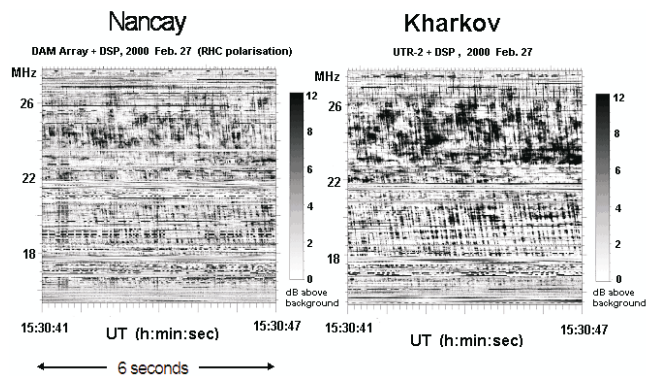 Nancay
DAM Array + DSP, 2000 Feb. 27 (RHC polarisation)
MHz
26
22
18
12
10
8
6
4
2
0
dB above
background
15:30:41
15:30:47
UT (h:min:sec)
6 seconds
Kharkov
UTR-2 + DSP , 2000 Feb. 27
MHz
26
22
18
12
10
8
6
4
2
0
dB above
background
15:30:41
15:30:47
UT (h:min:sec)